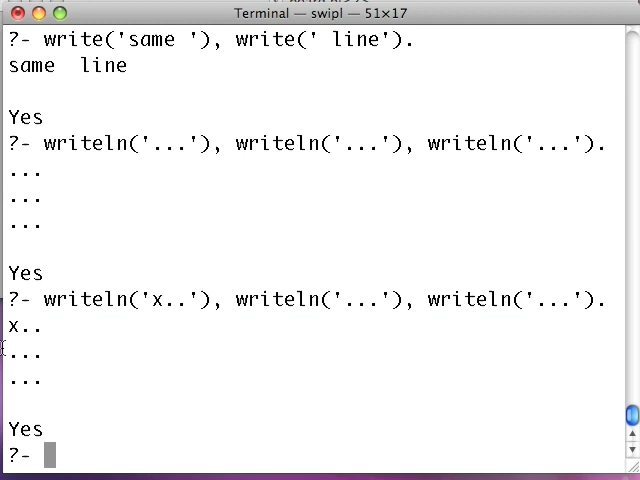 Terminal — swipl — 51×17
?- write('same '), write(' line').
same  line
Yes
?- writeln('...'), writeln('...'), writeln('...').
...
...
...
Yes
?- writeln('x..'), writeln('...'), writeln('...').
x..
...
...
Yes
?-